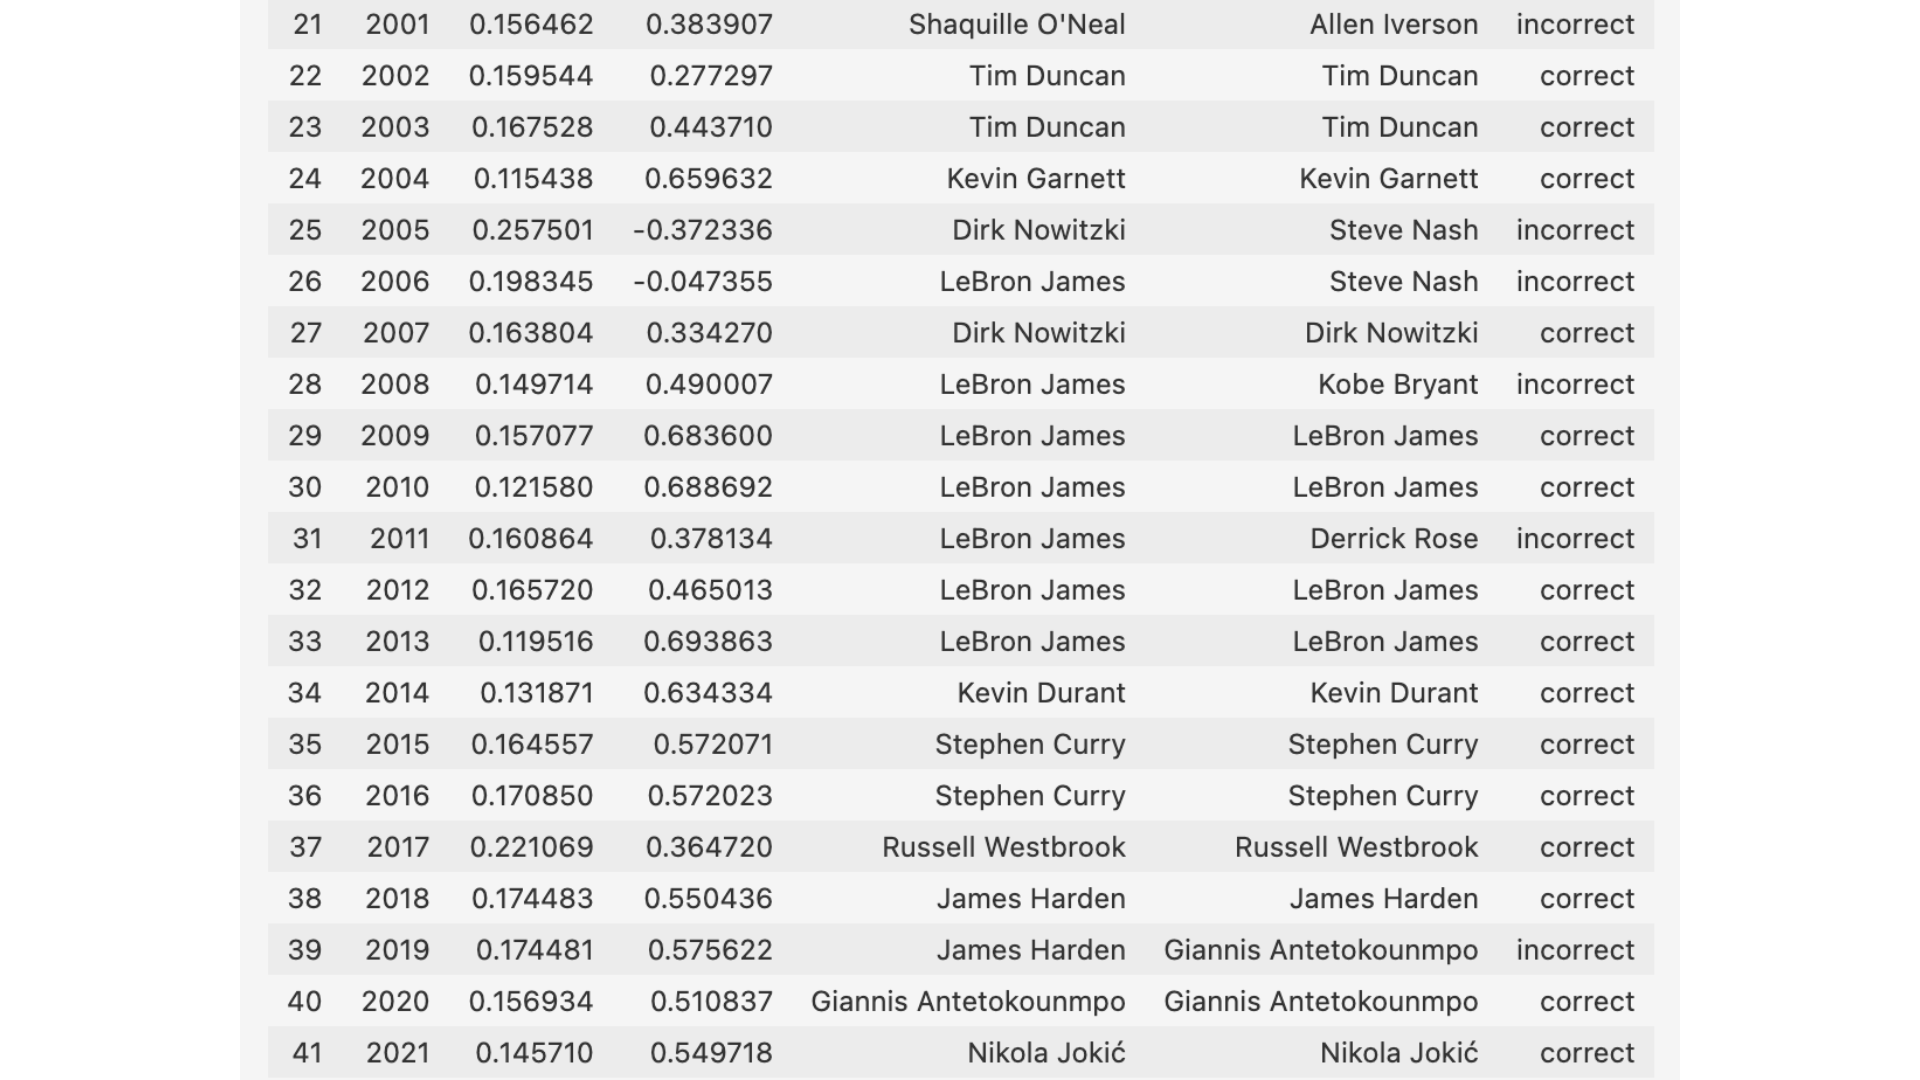 21 2001 0.156462 0.383907 Shaquille O'Neal Allen Iverson incorrect
22 2002 0.159544 0.277297 Tim Duncan Tim Duncan correct
23 2003 0.167528 0.443710 Tim Duncan Tim Duncan correct
24 2004 0.115438 0.659632 Kevin Garnett Kevin Garnett correct
25 2005 0.257501 -0.372336 Dirk Nowitzki Steve Nash incorrect
26 2006 0.198345 -0.047355 LeBron James Steve Nash incorrect
27 2007 0.163804 0.334270 Dirk Nowitzki Dirk Nowitzki correct
28 2008 0.149714 0.490007 LeBron James Kobe Bryant incorrect
29 2009 0.157077 0.683600 LeBron James LeBron James correct
30 2010 0.121580 0.688692 LeBron James LeBron James correct
31 2011 0.160864 0.378134 LeBron James Derrick Rose incorrect
32 2012 0.165720 0.465013 LeBron James LeBron James correct
33 2013 0.119516 0.693863 LeBron James LeBron James correct
34 2014 0.131871 0.634334 Kevin Durant Kevin Durant correct
35 2015 0.164557 0.572071 Stephen Curry Stephen Curry correct
36 2016 0.170850 0.572023 Stephen Curry Stephen Curry correct
37 2017 0.221069 0.364720 Russell Westbrook Russell Westbrook correct
38 2018 0.174483 0.550436 James Harden James Harden correct
39 2019 0.174481 0.575622 James Harden Giannis Antetokounmpo incorrect
40 2020 0.156934 0.510837 Giannis Antetokounmpo Giannis Antetokounmpo correct
41 2021 0.145710 0.549718 Nikola Jokić Nikola Jokić correct